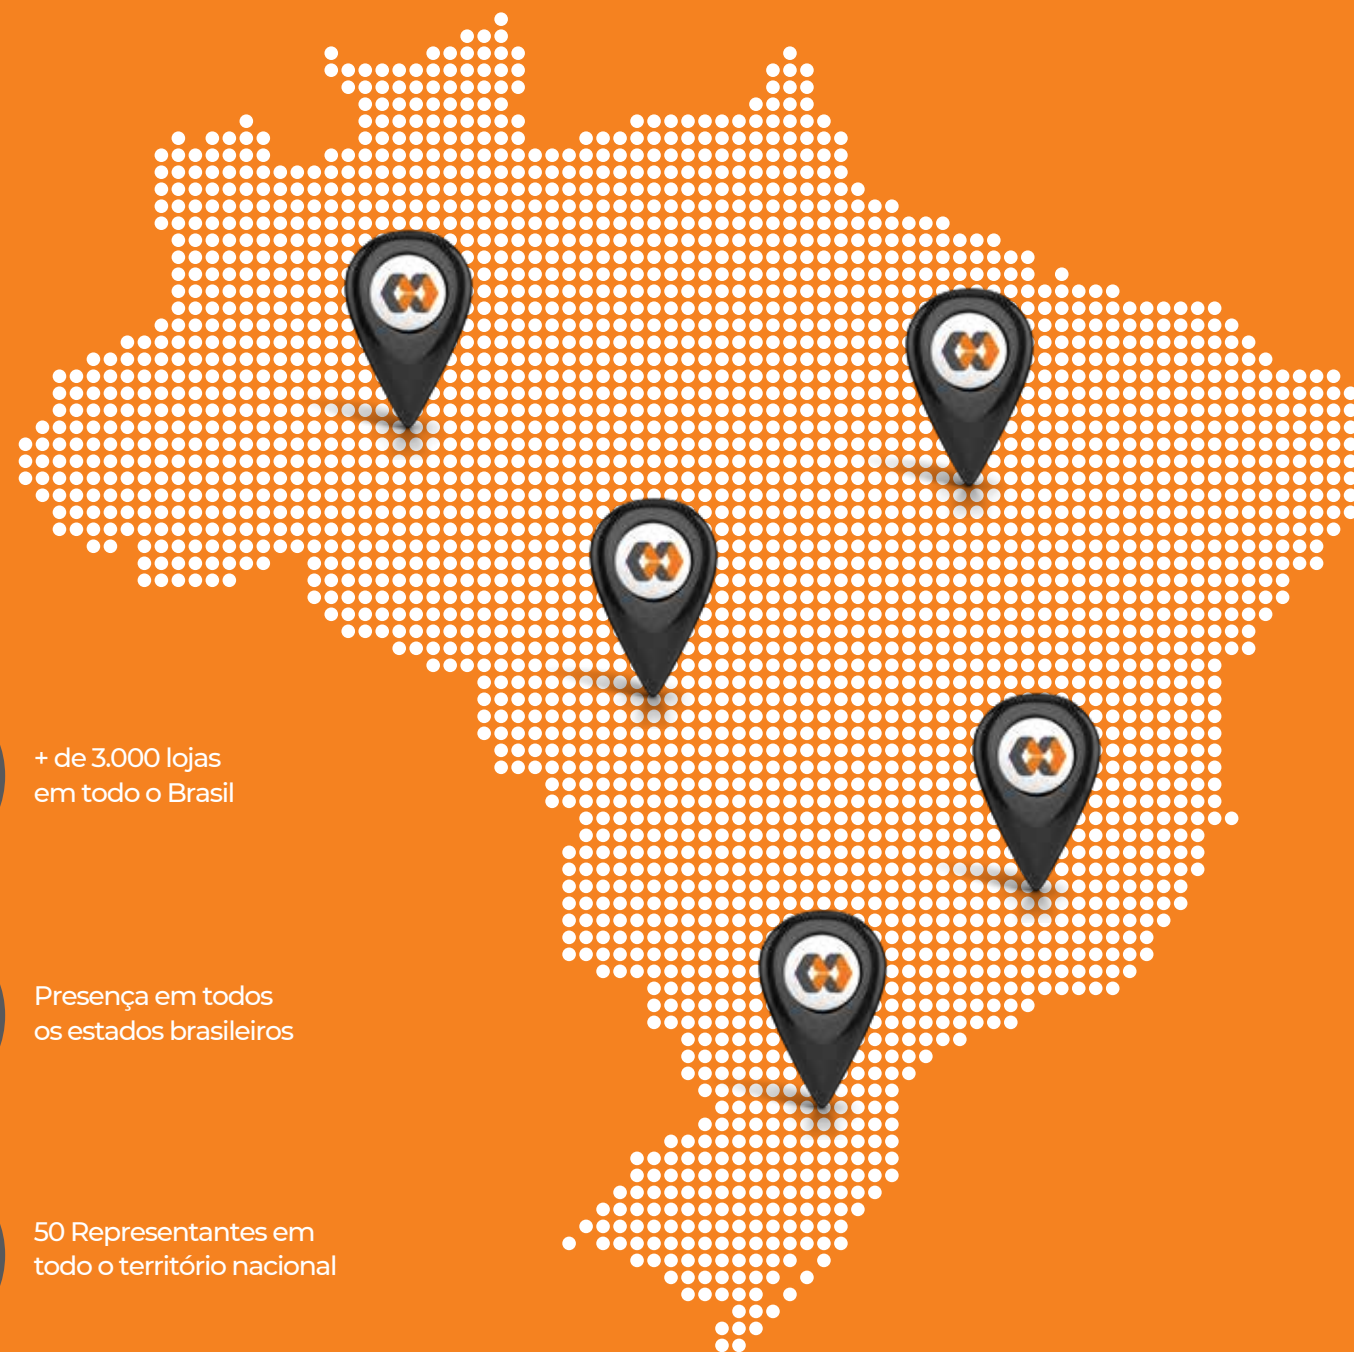 + de 3.000 lojas
em todo o Brasil
Presença em todos
os estados brasileiros
50 Representantes em
todo o território nacional